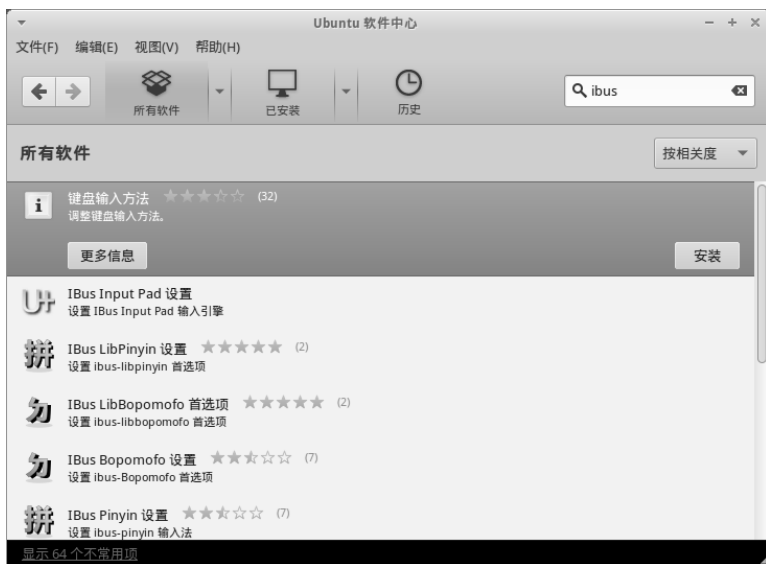 Ubuntu 软件中心
文件(F) 编辑(E) 视图(V) 帮助(H)
所有软件 已安装 历史 ibus
所有软件 按相关度
键盘输入方法 (32)
调整键盘输入方法。
更多信息 安装
IBus Input Pad 设置
设置 IBus Input Pad 输入引擎
IBus LibPinyin 设置 (2)
设置 ibus-libpinyin 首选项
IBus LibBopomofo 首选项 (2)
设置 ibus-libbopomofo 首选项
IBus Bopomofo 设置 (7)
设置 ibus-Bopomofo 首选项
IBus Pinyin 设置 (7)
设置 ibus-pinyin 输入法
显示 64 个不常用项